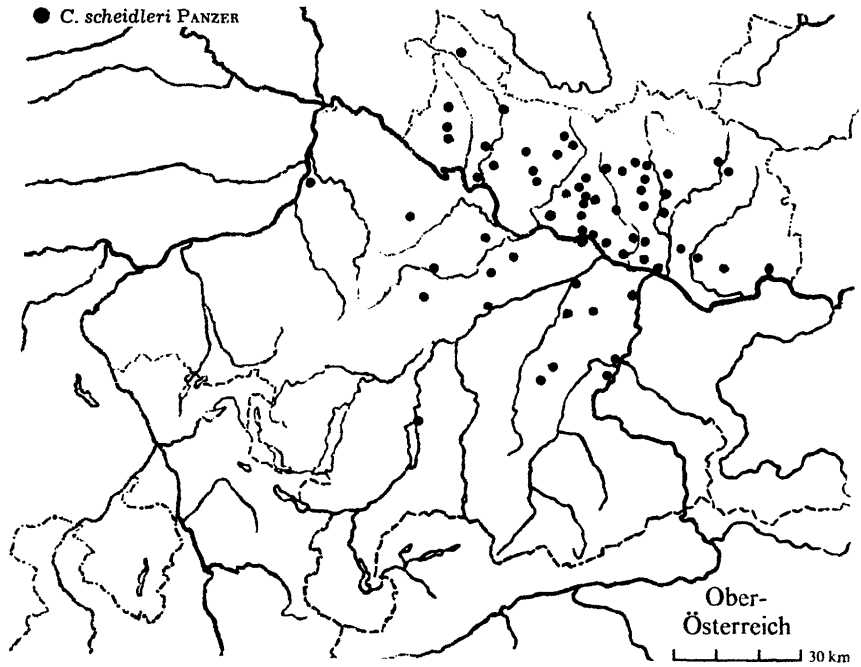 ● C. scheidleri PANZER
Ober-
Österreich
30 km